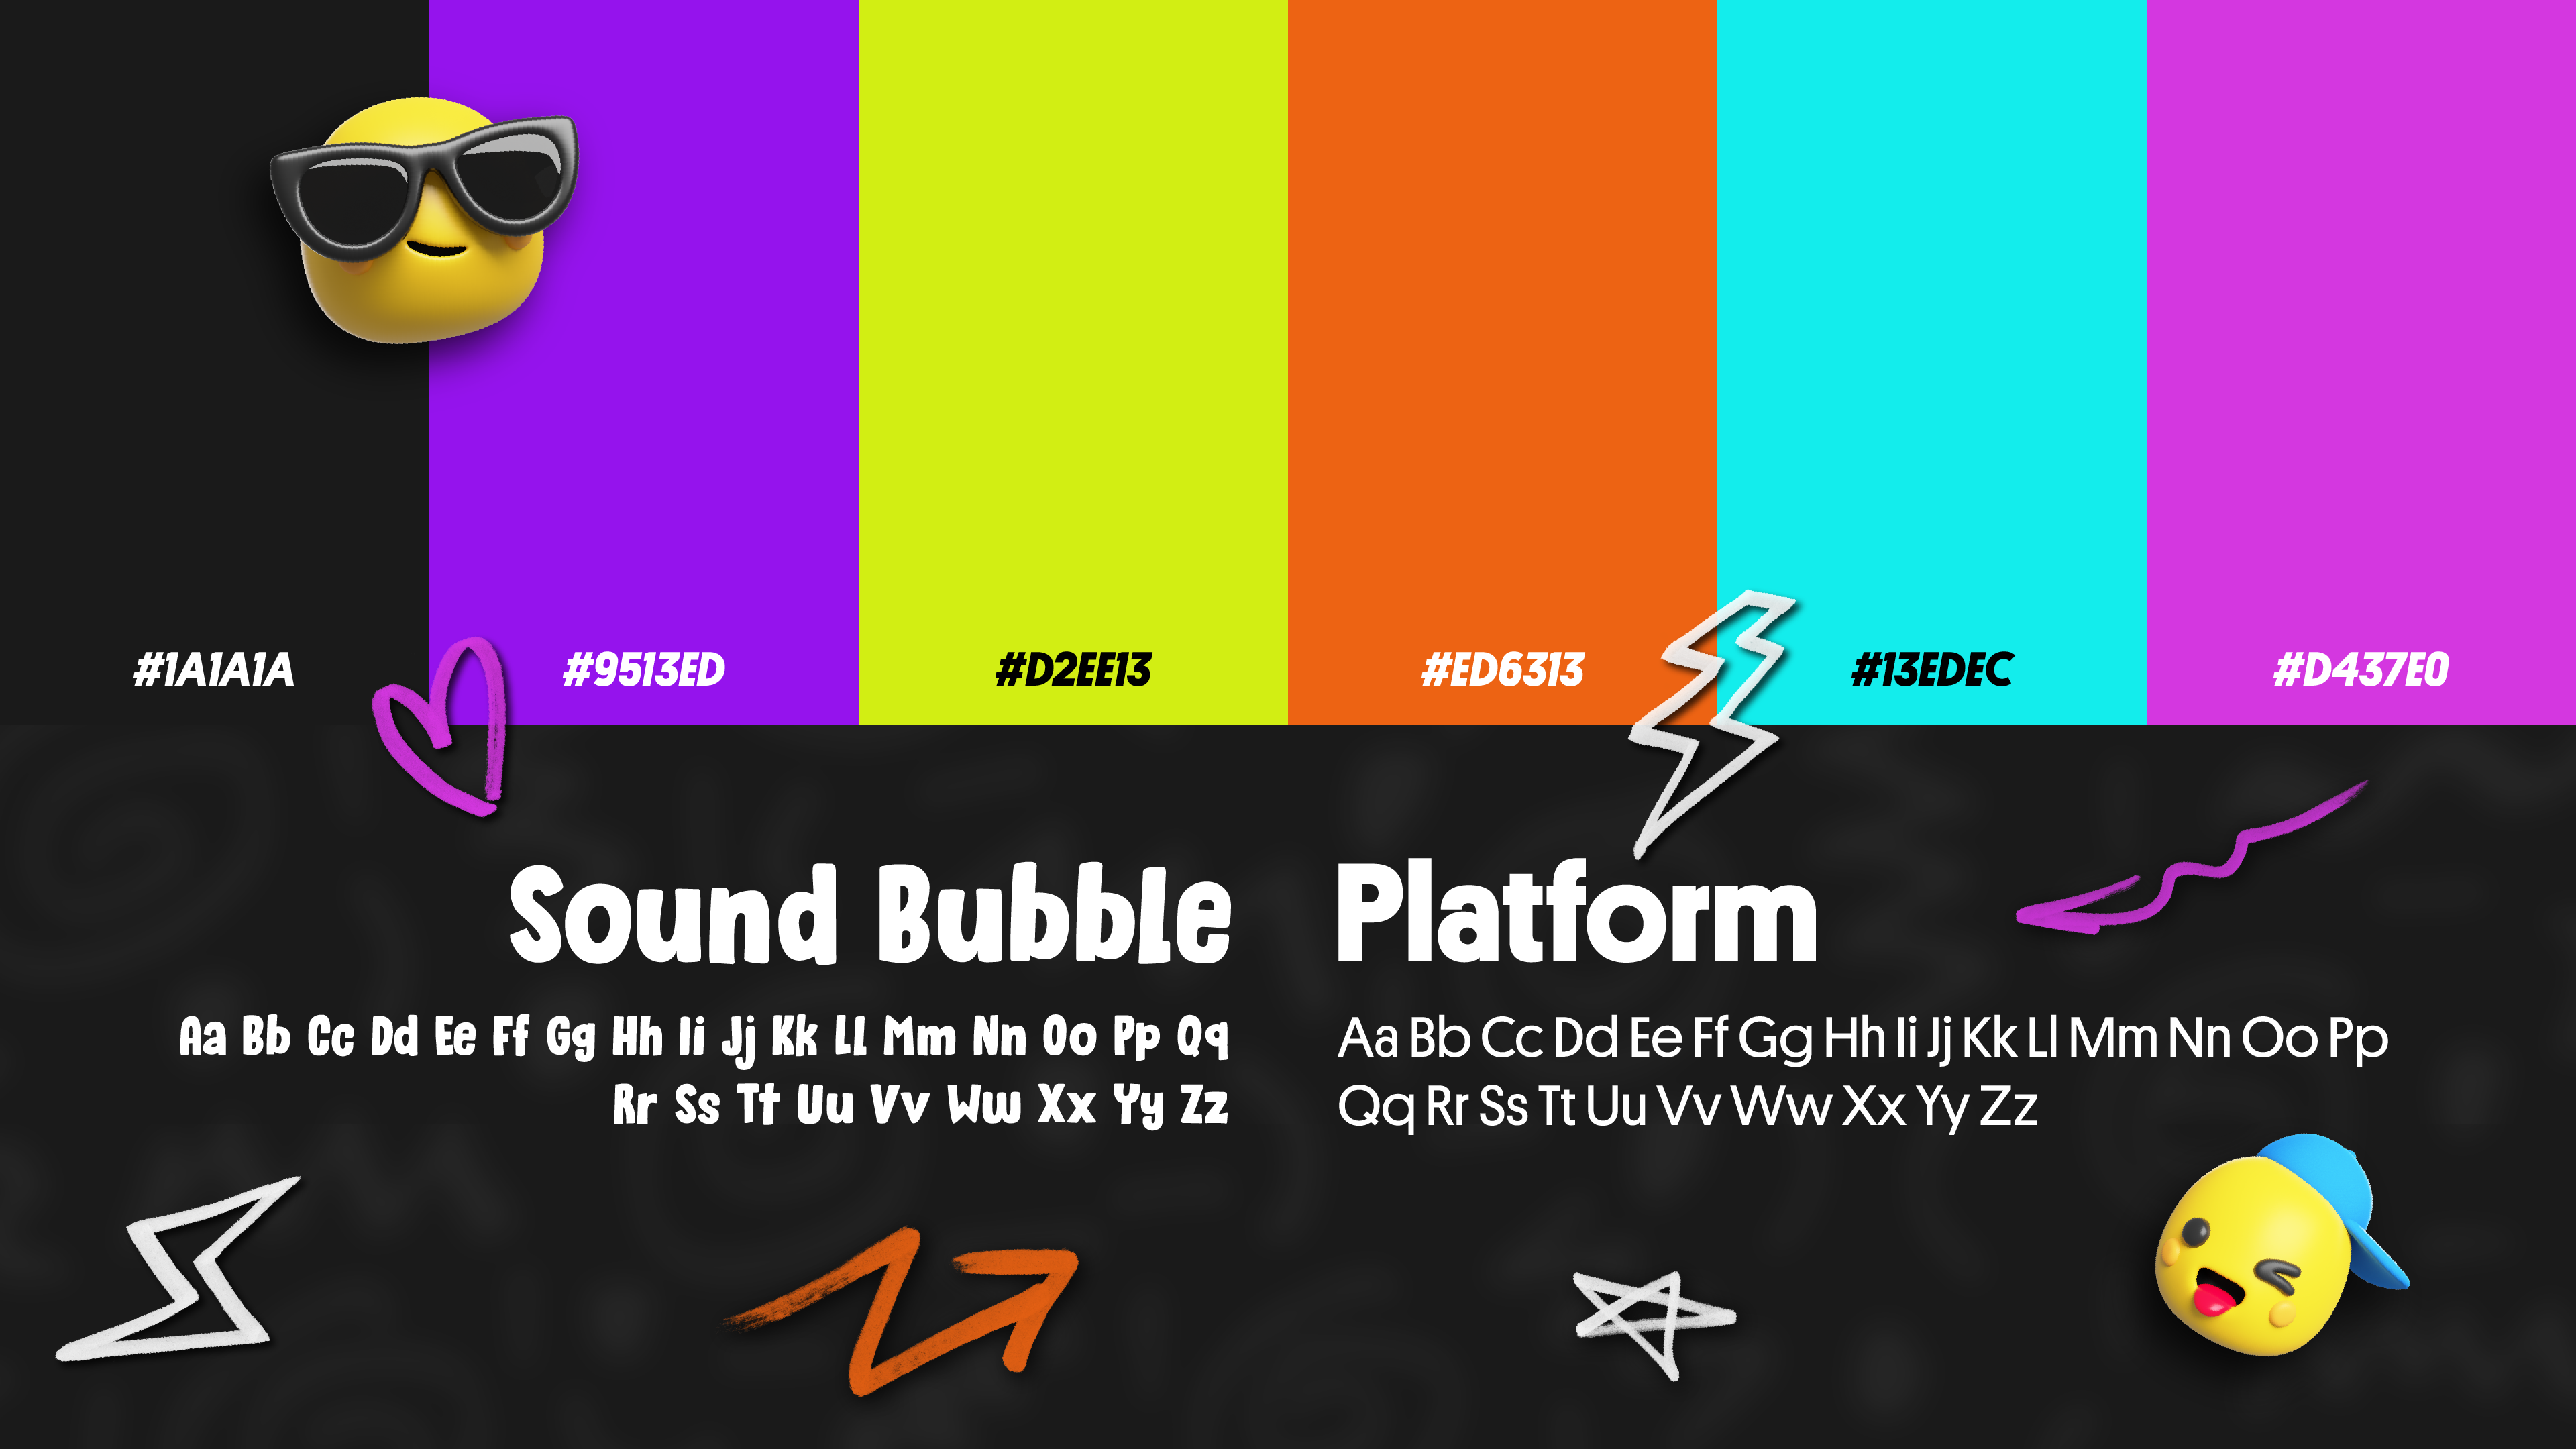 #1A1A1A
#9513ED
#D2EE13
#ED6313
#13EDEC
#D437E0
Sound Bubble
Aa Bb Cc Dd Ee Ff Gg Hh Ii Jj Kk Ll Mm Nn Oo Pp Qq
Rr Ss Tt Uu Vv Ww Xx Yy Zz
Platform
Aa Bb Cc Dd Ee Ff Gg Hh Ii Jj Kk Ll Mm Nn Oo Pp
Qq Rr Ss Tt Uu Vv Ww Xx Yy Zz